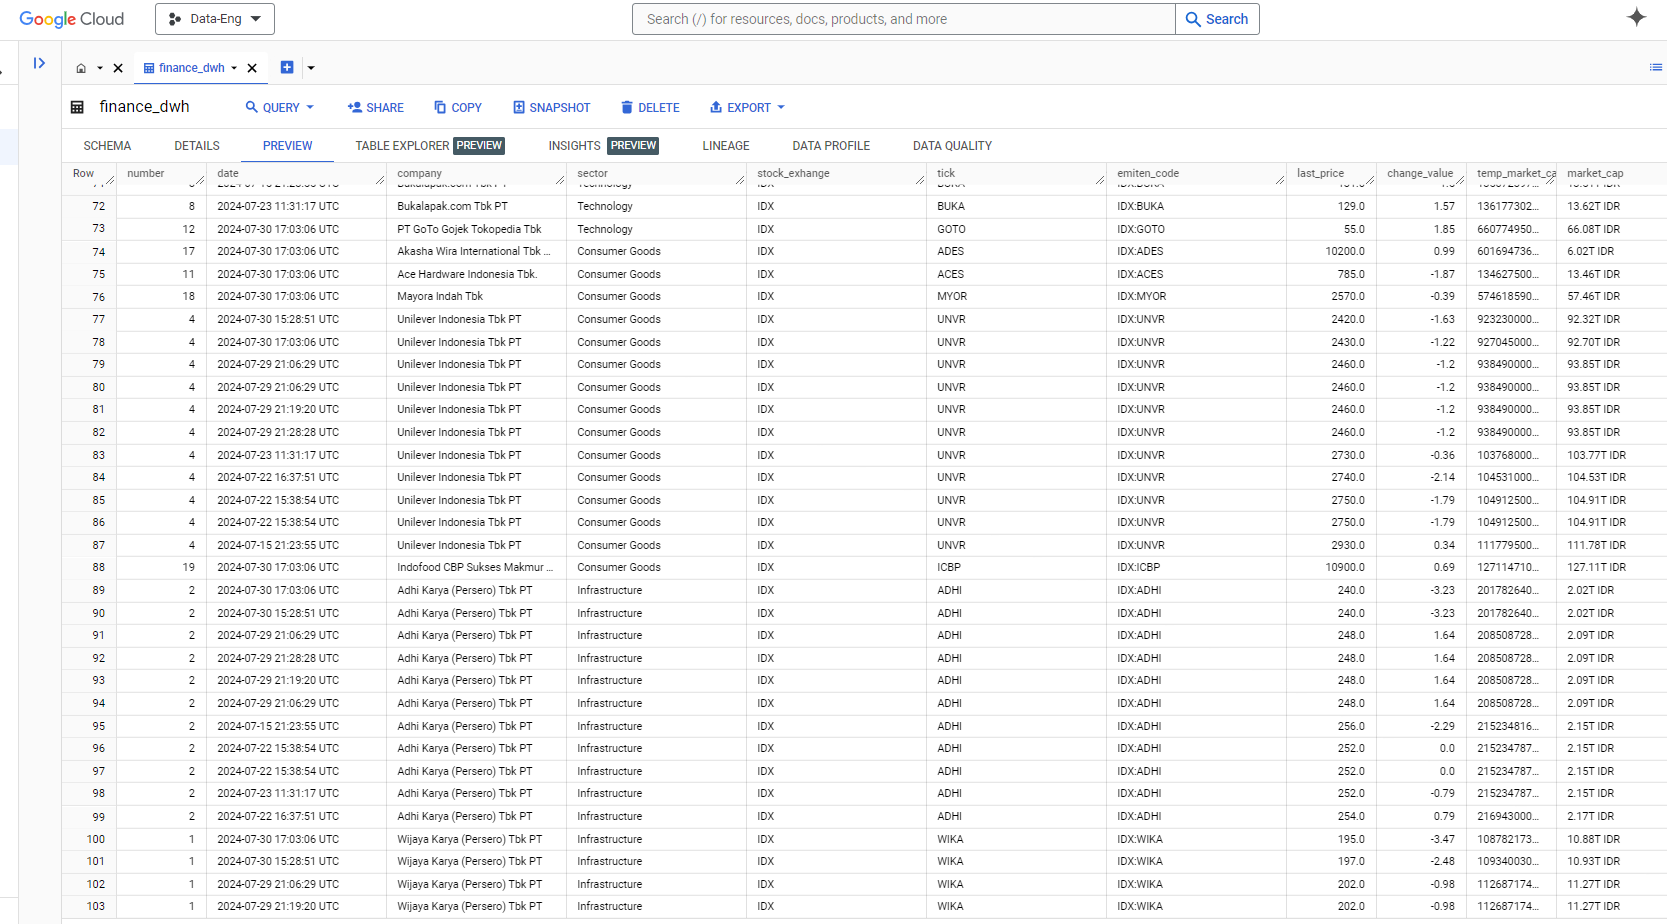 Google Cloud Data-Eng Search (/) for resources, docs, products, and more Search
finance_dwh
finance_dwh QUERY SHARE COPY SNAPSHOT DELETE EXPORT
SCHEMA DETAILS PREVIEW TABLE EXPLORER PREVIEW INSIGHTS PREVIEW LINEAGE DATA PROFILE DATA QUALITY
Row number date company sector stock_exhange tick emiten_code last_price change_value temp_market_ca market_cap
72 8 2024-07-23 11:31:17 UTC Bukalapak.com Tbk PT Technology IDX BUKA IDX:BUKA 129.0 1.57 136177302... 13.62T IDR
73 12 2024-07-30 17:03:06 UTC PT GoTo Gojek Tokopedia Tbk Technology IDX GOTO IDX:GOTO 55.0 1.85 660774950... 66.08T IDR
74 17 2024-07-30 17:03:06 UTC Akasha Wira International Tbk ... Consumer Goods IDX ADES IDX:ADES 10200.0 0.99 601694736... 6.02T IDR
75 11 2024-07-30 17:03:06 UTC Ace Hardware Indonesia Tbk. Consumer Goods IDX ACES IDX:ACES 785.0 -1.87 134627500... 13.46T IDR
76 18 2024-07-30 17:03:06 UTC Mayora Indah Tbk Consumer Goods IDX MYOR IDX:MYOR 2570.0 -0.39 574618590... 57.46T IDR
77 4 2024-07-30 15:28:51 UTC Unilever Indonesia Tbk PT Consumer Goods IDX UNVR IDX:UNVR 2420.0 -1.63 923230000... 92.32T IDR
78 4 2024-07-30 17:03:06 UTC Unilever Indonesia Tbk PT Consumer Goods IDX UNVR IDX:UNVR 2430.0 -1.22 927045000... 92.70T IDR
79 4 2024-07-29 21:06:29 UTC Unilever Indonesia Tbk PT Consumer Goods IDX UNVR IDX:UNVR 2460.0 -1.2 938490000... 93.85T IDR
80 4 2024-07-29 21:06:29 UTC Unilever Indonesia Tbk PT Consumer Goods IDX UNVR IDX:UNVR 2460.0 -1.2 938490000... 93.85T IDR
81 4 2024-07-29 21:19:20 UTC Unilever Indonesia Tbk PT Consumer Goods IDX UNVR IDX:UNVR 2460.0 -1.2 938490000... 93.85T IDR
82 4 2024-07-29 21:28:28 UTC Unilever Indonesia Tbk PT Consumer Goods IDX UNVR IDX:UNVR 2460.0 -1.2 938490000... 93.85T IDR
83 4 2024-07-23 11:31:17 UTC Unilever Indonesia Tbk PT Consumer Goods IDX UNVR IDX:UNVR 2730.0 -0.36 103768000... 103.77T IDR
84 4 2024-07-22 16:37:51 UTC Unilever Indonesia Tbk PT Consumer Goods IDX UNVR IDX:UNVR 2740.0 -2.14 104531000... 104.53T IDR
85 4 2024-07-22 15:38:54 UTC Unilever Indonesia Tbk PT Consumer Goods IDX UNVR IDX:UNVR 2750.0 -1.79 104912500... 104.91T IDR
86 4 2024-07-22 15:38:54 UTC Unilever Indonesia Tbk PT Consumer Goods IDX UNVR IDX:UNVR 2750.0 -1.79 104912500... 104.91T IDR
87 4 2024-07-15 21:23:55 UTC Unilever Indonesia Tbk PT Consumer Goods IDX UNVR IDX:UNVR 2930.0 0.34 111779500... 111.78T IDR
88 19 2024-07-30 17:03:06 UTC Indofood CBP Sukses Makmur ... Consumer Goods IDX ICBP IDX:ICBP 10900.0 0.69 127114710... 127.11T IDR
89 2 2024-07-30 17:03:06 UTC Adhi Karya (Persero) Tbk PT Infrastructure IDX ADHI IDX:ADHI 240.0 -3.23 201782640... 2.02T IDR
90 2 2024-07-30 15:28:51 UTC Adhi Karya (Persero) Tbk PT Infrastructure IDX ADHI IDX:ADHI 240.0 -3.23 201782640... 2.02T IDR
91 2 2024-07-29 21:06:29 UTC Adhi Karya (Persero) Tbk PT Infrastructure IDX ADHI IDX:ADHI 248.0 1.64 208508728... 2.09T IDR
92 2 2024-07-29 21:28:28 UTC Adhi Karya (Persero) Tbk PT Infrastructure IDX ADHI IDX:ADHI 248.0 1.64 208508728... 2.09T IDR
93 2 2024-07-29 21:19:20 UTC Adhi Karya (Persero) Tbk PT Infrastructure IDX ADHI IDX:ADHI 248.0 1.64 208508728... 2.09T IDR
94 2 2024-07-29 21:06:29 UTC Adhi Karya (Persero) Tbk PT Infrastructure IDX ADHI IDX:ADHI 248.0 1.64 208508728... 2.09T IDR
95 2 2024-07-15 21:23:55 UTC Adhi Karya (Persero) Tbk PT Infrastructure IDX ADHI IDX:ADHI 256.0 -2.29 215234816... 2.15T IDR
96 2 2024-07-22 15:38:54 UTC Adhi Karya (Persero) Tbk PT Infrastructure IDX ADHI IDX:ADHI 252.0 0.0 215234787... 2.15T IDR
97 2 2024-07-22 15:38:54 UTC Adhi Karya (Persero) Tbk PT Infrastructure IDX ADHI IDX:ADHI 252.0 0.0 215234787... 2.15T IDR
98 2 2024-07-23 11:31:17 UTC Adhi Karya (Persero) Tbk PT Infrastructure IDX ADHI IDX:ADHI 252.0 -0.79 215234787... 2.15T IDR
99 2 2024-07-22 16:37:51 UTC Adhi Karya (Persero) Tbk PT Infrastructure IDX ADHI IDX:ADHI 254.0 0.79 216943000... 2.17T IDR
100 1 2024-07-30 17:03:06 UTC Wijaya Karya (Persero) Tbk PT Infrastructure IDX WIKA IDX:WIKA 195.0 -3.47 108782173... 10.88T IDR
101 1 2024-07-30 15:28:51 UTC Wijaya Karya (Persero) Tbk PT Infrastructure IDX WIKA IDX:WIKA 197.0 -2.48 109340030... 10.93T IDR
102 1 2024-07-29 21:06:29 UTC Wijaya Karya (Persero) Tbk PT Infrastructure IDX WIKA IDX:WIKA 202.0 -0.98 112687174... 11.27T IDR
103 1 2024-07-29 21:19:20 UTC Wijaya Karya (Persero) Tbk PT Infrastructure IDX WIKA IDX:WIKA 202.0 -0.98 112687174... 11.27T IDR